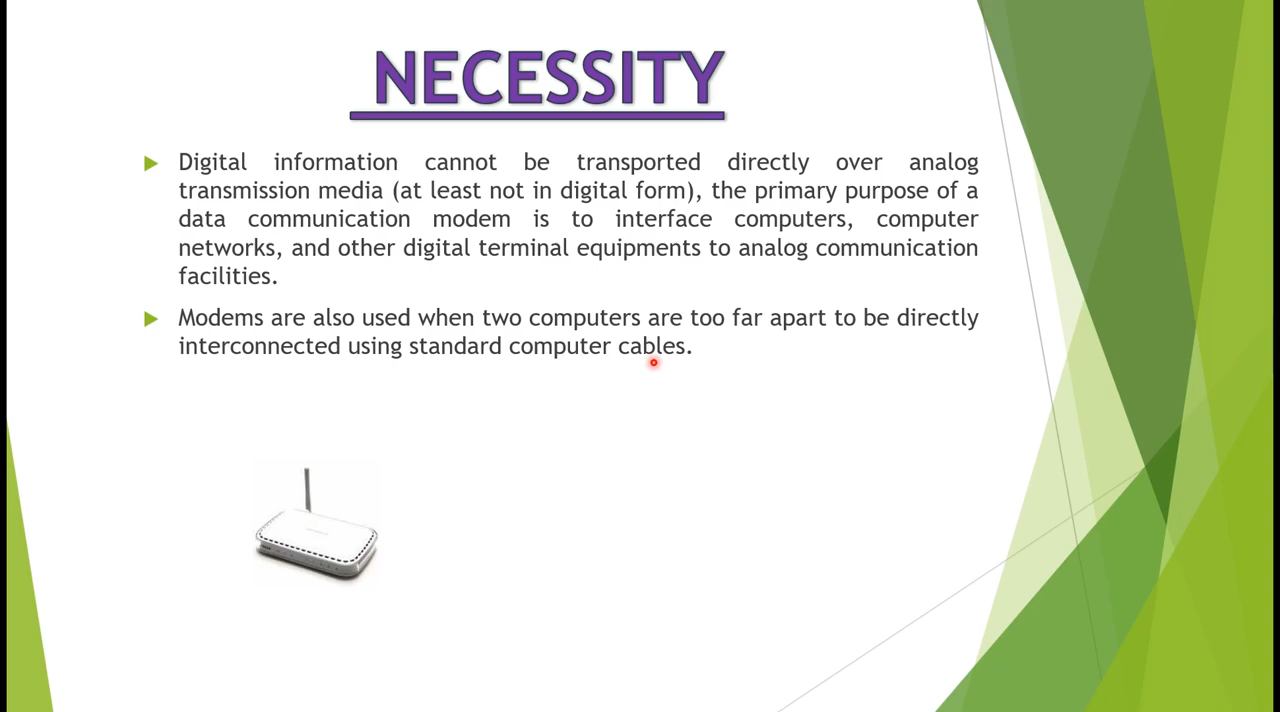 NECESSITY
Digital information cannot be transported directly over analog
transmission media (at least not in digital form), the primary purpose of a
data communication modem is to interface computers, computer
networks, and other digital terminal equipments to analog communication
facilities.
Modems are also used when two computers are too far apart to be directly
interconnected using standard computer cables.